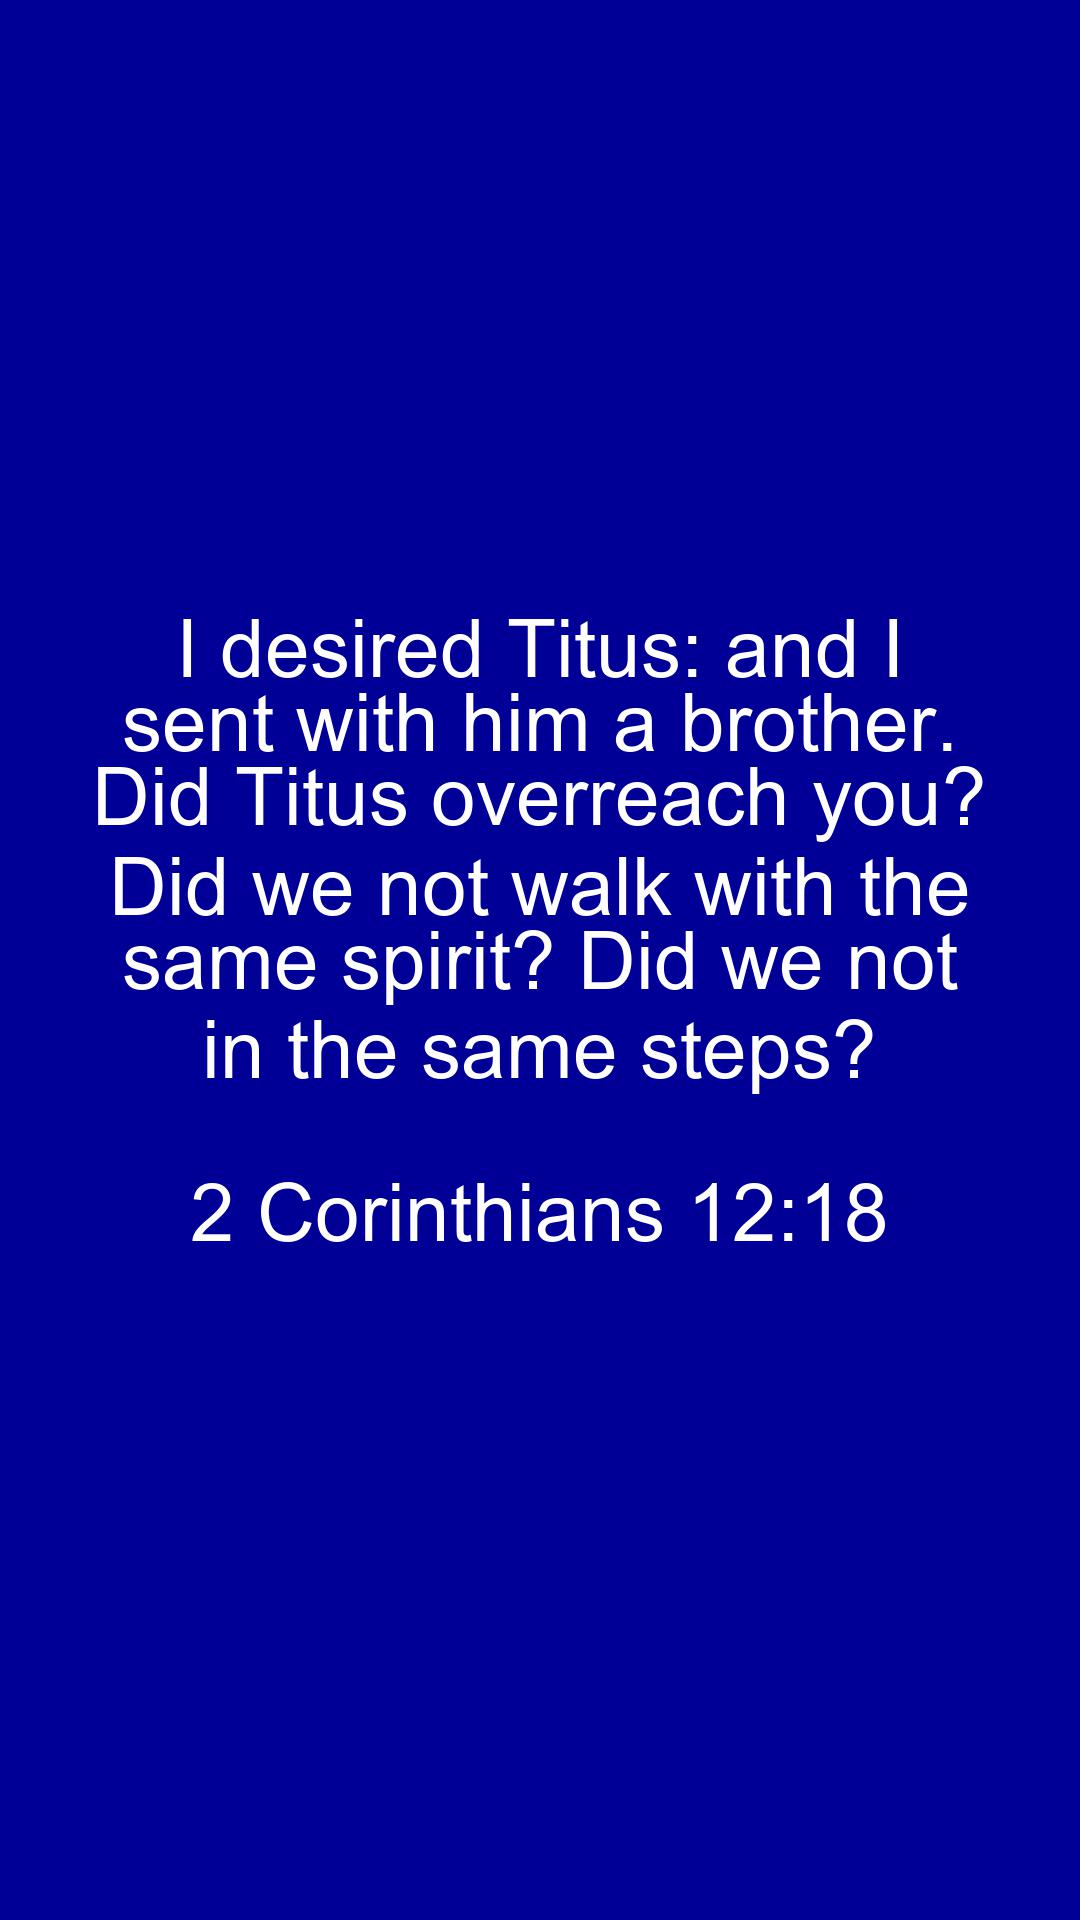 I desired Titus: and I
sent with him a brother.
Did Titus overreach you?
Did we not walk with the
same spirit? Did we not
in the same steps?
2 Corinthians 12:18